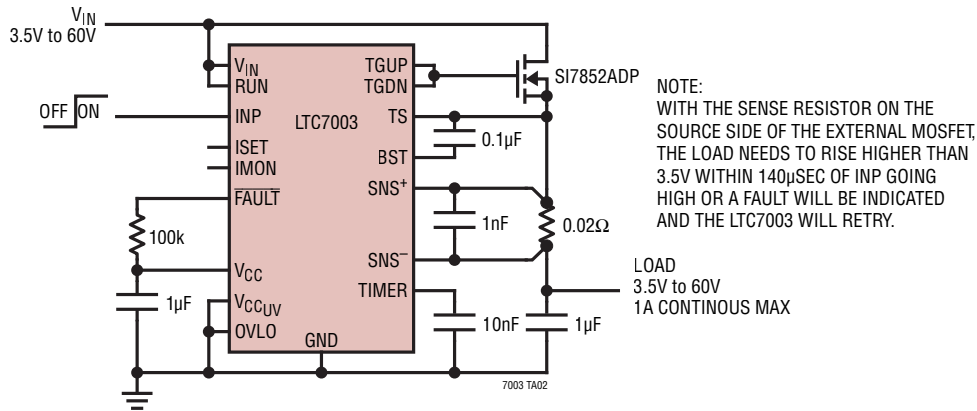 VIN
3.5V to 60V
VIN
RUN
TGUP
TGDN
SI7852ADP
OFF ON
INP
LTC7003
TS
0.1µF
BST
ISET
IMON
FAULT
SNS+
1nF
0.02Ω
100k
SNS–
VCC
TIMER
1µF
VCCUV
OVLO
GND
10nF
1µF
LOAD
3.5V to 60V
1A CONTINOUS MAX
NOTE:
WITH THE SENSE RESISTOR ON THE
SOURCE SIDE OF THE EXTERNAL MOSFET,
THE LOAD NEEDS TO RISE HIGHER THAN
3.5V WITHIN 140µSEC OF INP GOING
HIGH OR A FAULT WILL BE INDICATED
AND THE LTC7003 WILL RETRY.
7003 TA02